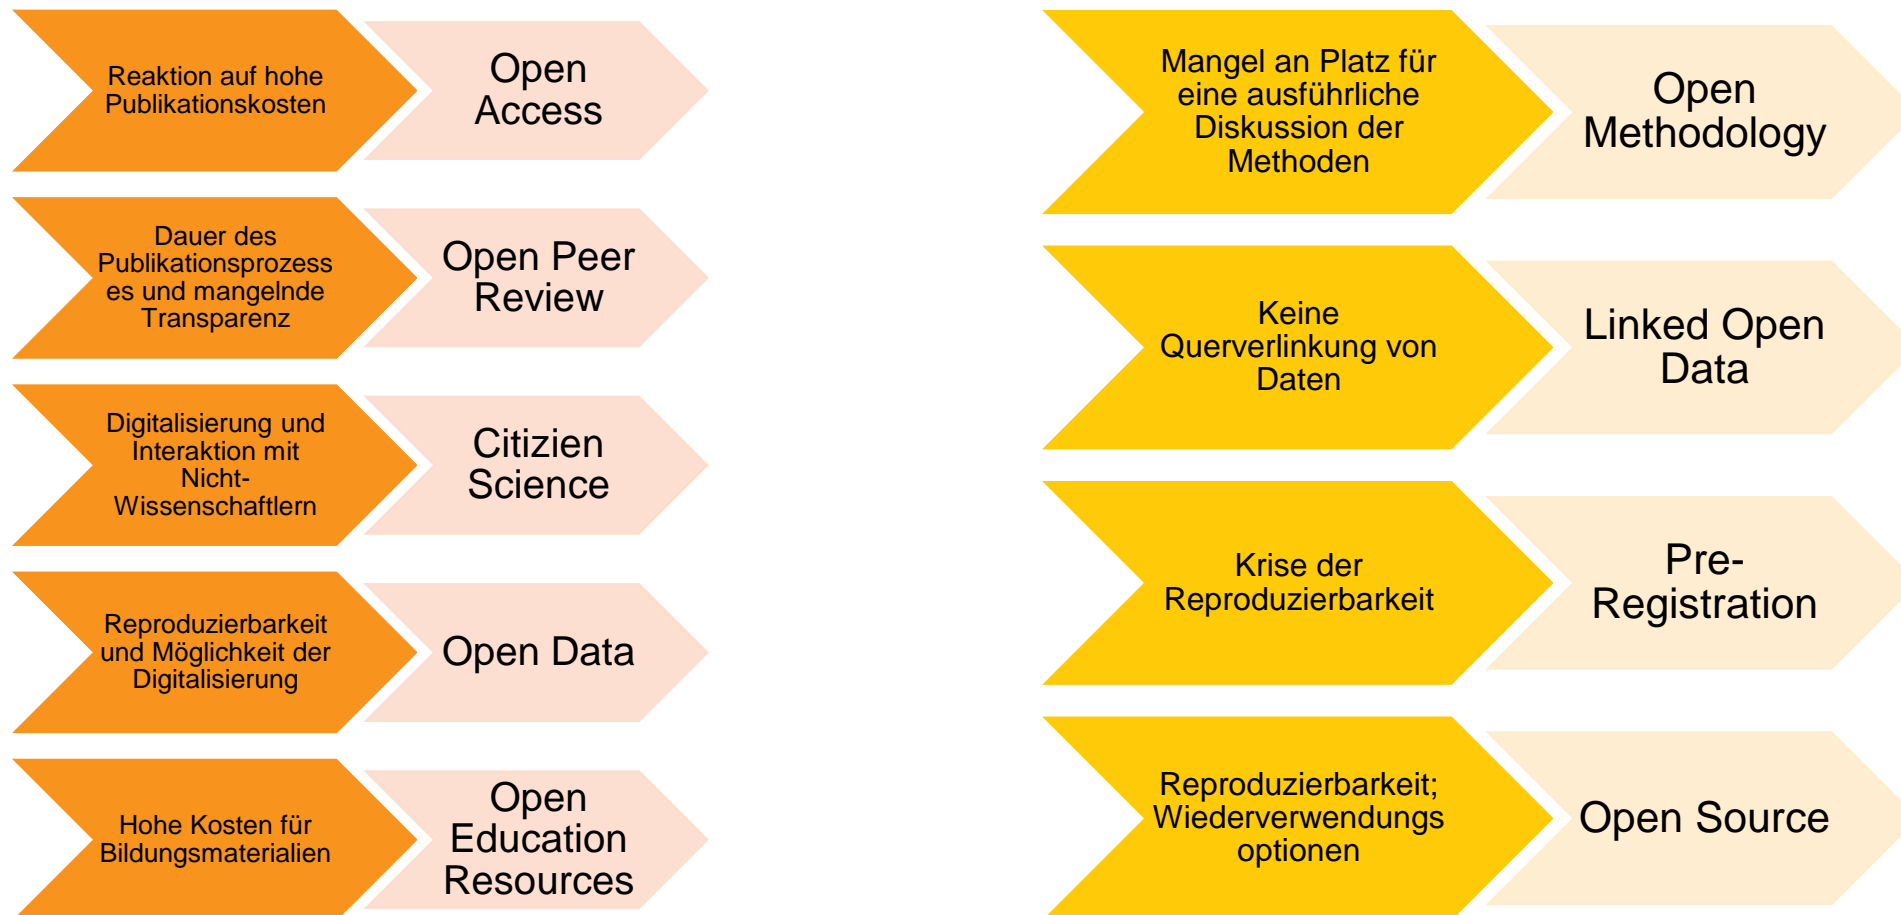 Reaktion auf hohe
Publikationskosten
Open
Access
Dauer des
Publikationsprozess
es und mangelnde
Transparenz
Open Peer
Review
Digitalisierung und
Interaktion mit
Nicht-
Wissenschaftlern
Citizien
Science
Reproduzierbarkeit
und Möglichkeit der
Digitalisierung
Open Data
Hohe Kosten für
Bildungsmaterialien
Open
Education
Resources
Mangel an Platz für
eine ausführliche
Diskussion der
Methoden
Open
Methodology
Keine
Querverlinkung von
Daten
Linked Open
Data
Krise der
Reproduzierbarkeit
Pre-
Registration
Reproduzierbarkeit;
Wiederverwendungs
optionen
Open Source